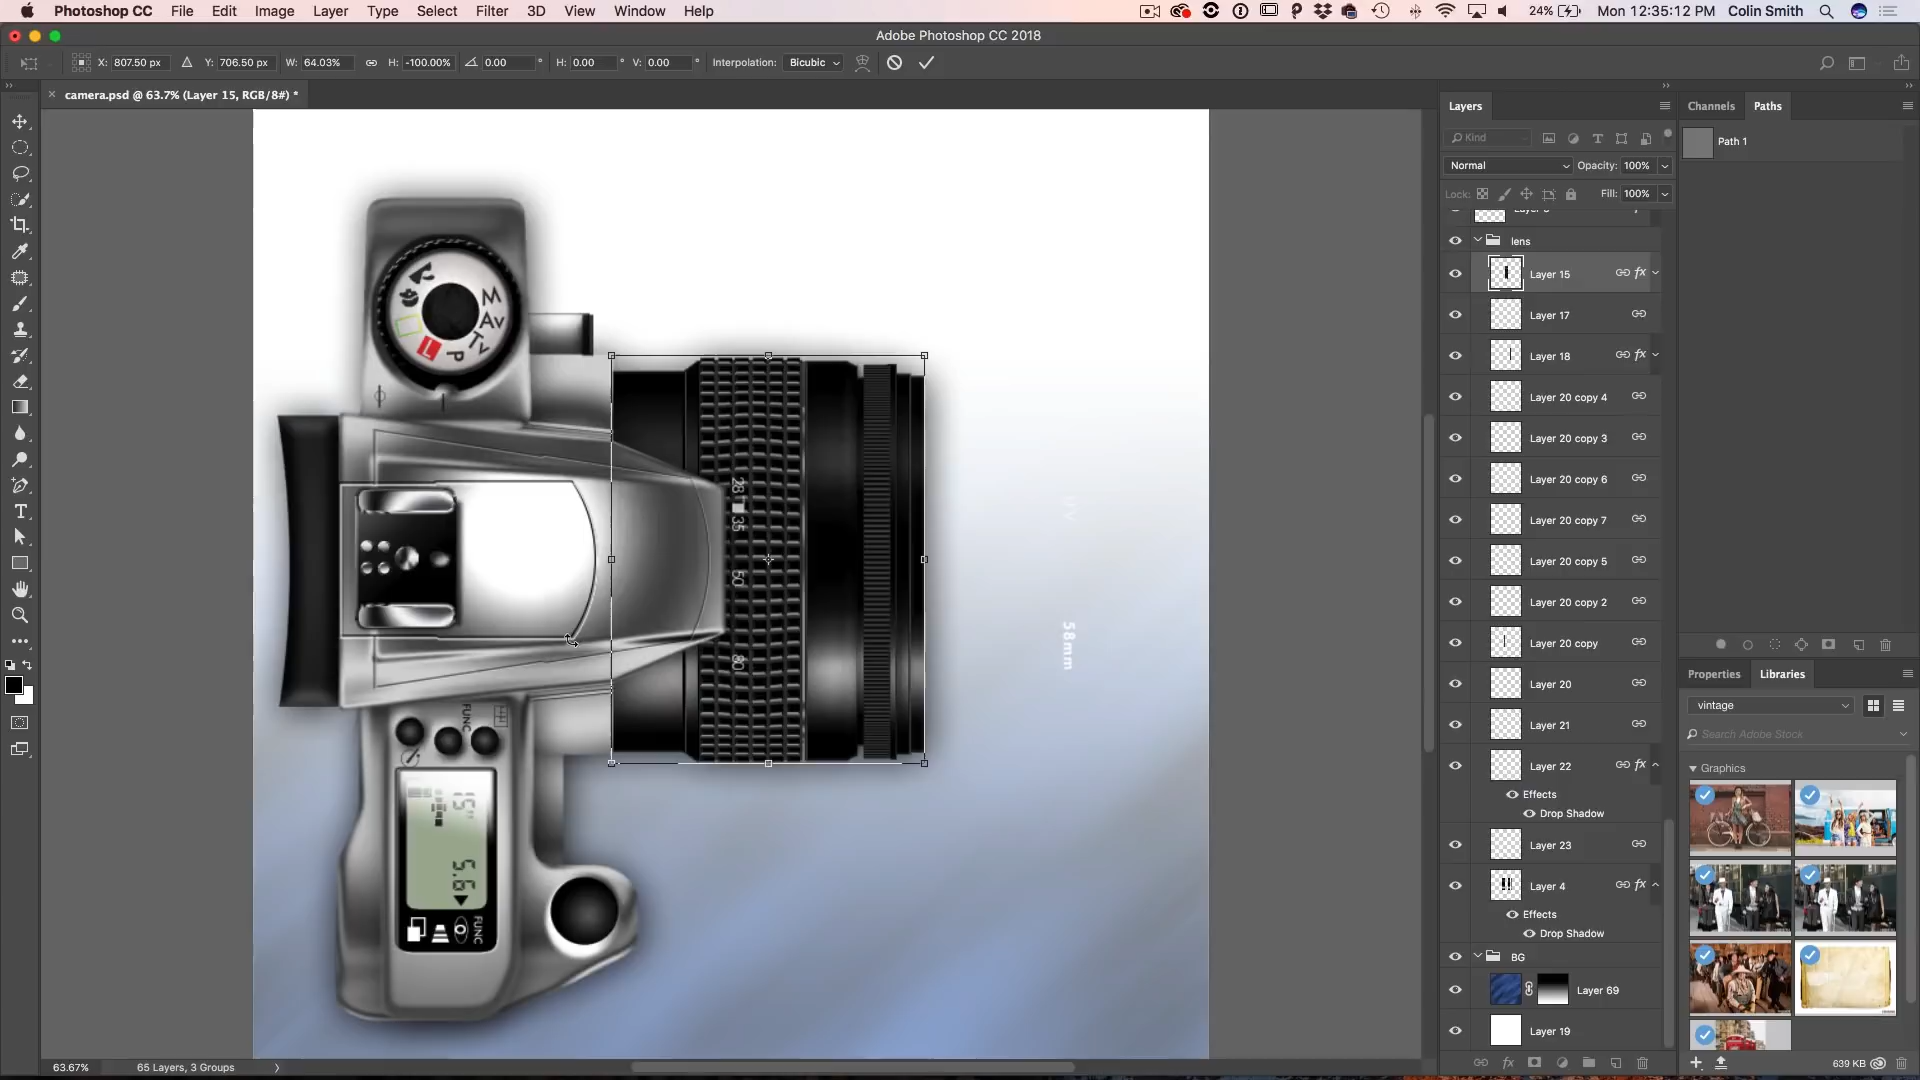 Photoshop CC File Edit Image Layer Type Select Filter 3D View Window Help 24% Mon 12:35:12 PM Colin Smith
Adobe Photoshop CC 2018
X: 807.50 px Y: 706.50 px W: 64.03% H: -100.00% 0.00 ° H: 0.00 ° V: 0.00 ° Interpolation: Bicubic
camera.psd @ 63.7% (Layer 15, RGB/8#) *
Layers
Channels Paths
Kind
Path 1
Normal Opacity: 100%
Lock: Fill: 100%
lens
Layer 15
Layer 17
Layer 18
Layer 20 copy 4
Layer 20 copy 3
Layer 20 copy 6
Layer 20 copy 7
Layer 20 copy 5
Layer 20 copy 2
Layer 20 copy
Layer 20
Layer 21
Layer 22
Effects
Drop Shadow
Layer 23
Layer 4
Effects
Drop Shadow
BG
Layer 69
Layer 19
Properties Libraries
vintage
Search Adobe Stock
Graphics
639 KB
M
Av
Tv
P
L
28
35
50
80
UV
58mm
FUNC
15"
5.6
FUNC
63.67% 65 Layers, 3 Groups